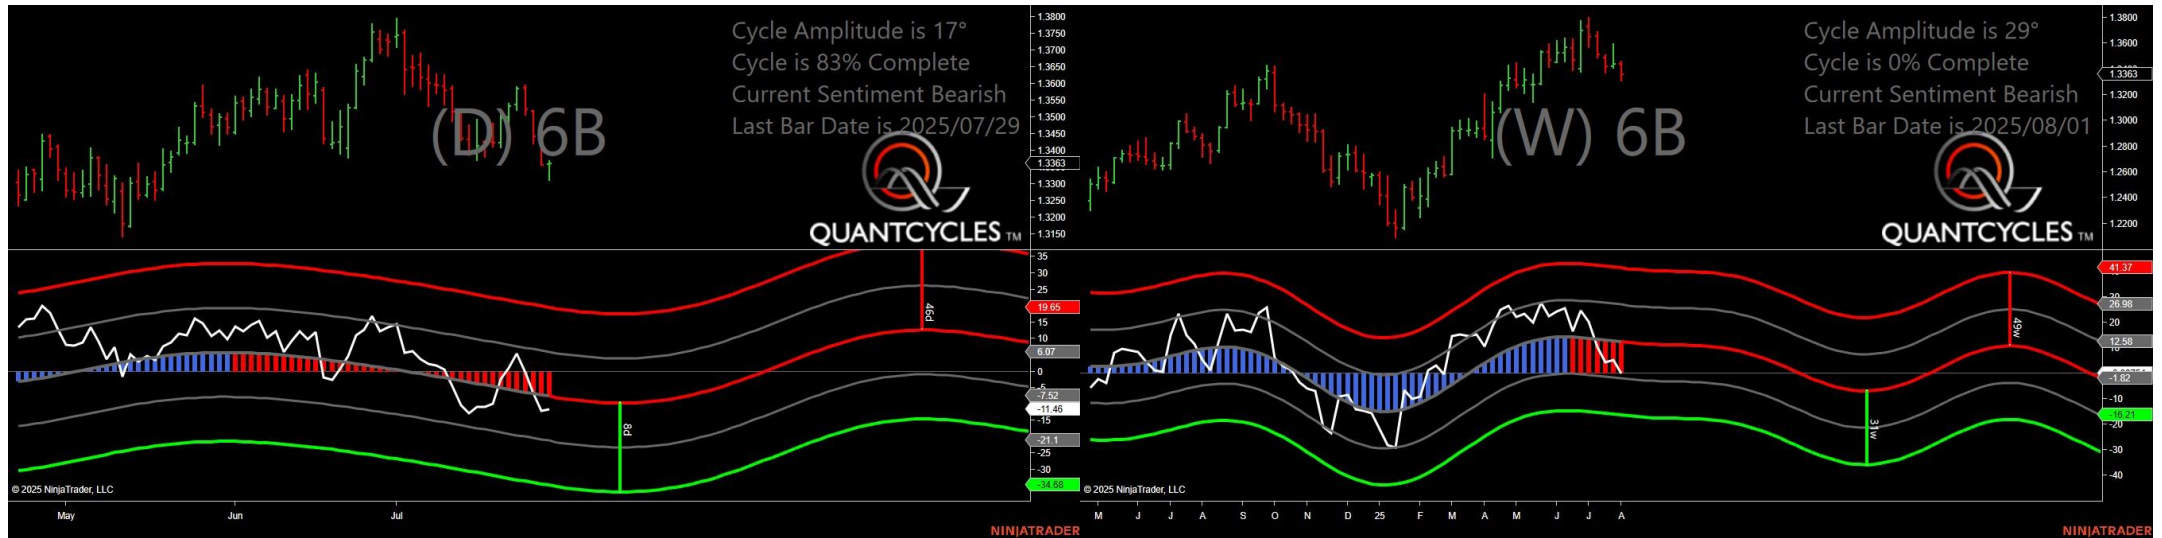 Cycle Amplitude is 17°
Cycle is 83% Complete
Current Sentiment Bearish
Last Bar Date is 2025/07/29
(D) 6B
QUANTCYCLES TM
1.3800
1.3750
1.3700
1.3650
1.3600
1.3550
1.3500
1.3450
1.3400
1.3363
1.3300
1.3250
1.3200
1.3150
35
30
25
19.65
15
10
6.07
0
-5
-7.52
-11.46
-15
-21.1
-25
-30
-34.68
46d
8d
© 2025 NinjaTrader, LLC
May Jun Jul
NINJATRADER
Cycle Amplitude is 29°
Cycle is 0% Complete
Current Sentiment Bearish
Last Bar Date is 2025/08/01
(W) 6B
QUANTCYCLES TM
1.3800
1.3600
1.3363
1.3200
1.3000
1.2800
1.2600
1.2400
1.2200
41.37
26.98
20
12.58
-1.82
-10
-16.21
-20
-30
-40
49w
31w
© 2025 NinjaTrader, LLC
M J J A S O N D 25 F M A M J J A
NINJATRADER